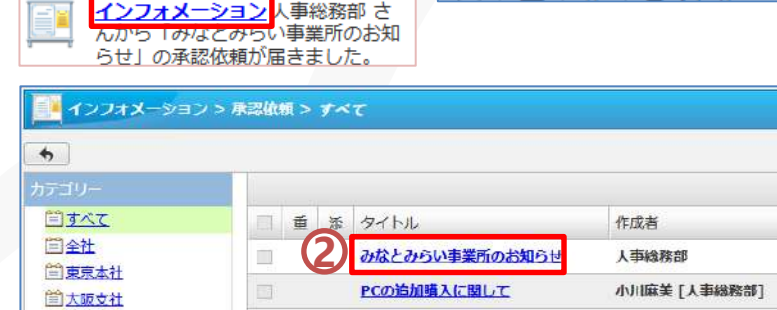 インフォメーション 人事総務部 さ
んから「みなとみらい事業所のお知
らせ」の承認依頼が届きました。
インフォメーション > 承認依頼 > すべて
カテゴリー
すべて
全社
東京本社
大阪支社
重 添 タイトル 作成者
② みなとみらい事業所のお知らせ 人事総務部
PCの追加購入に関して 小川麻美 [人事総務部]